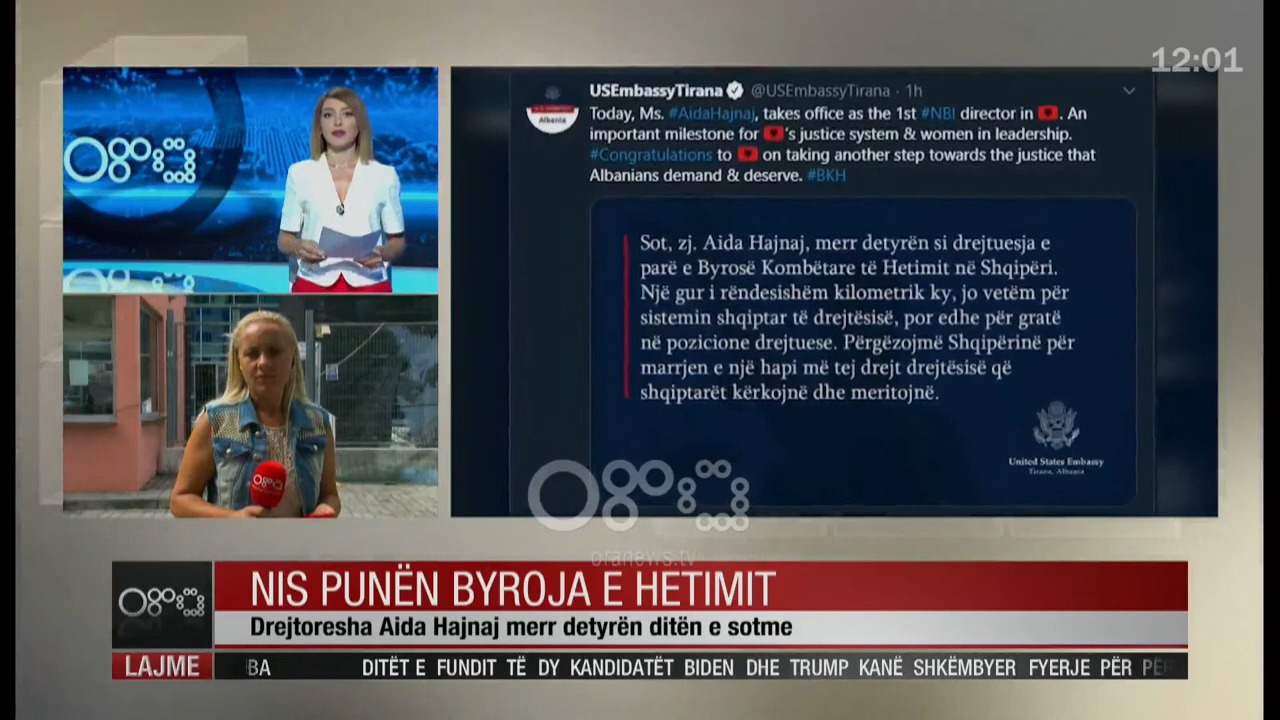 12:01
USEmbassyTirana @USEmbassyTirana · 1h
Today, Ms. #AidaHajnaj, takes office as the 1st #NBI director in 🇦🇱. An
important milestone for 🇦🇱's justice system & women in leadership.
#Congratulations to 🇦🇱 on taking another step towards the justice that
Albanians demand & deserve. #BKH
Albania
Sot, zj. Aida Hajnaj, merr detyrën si drejtuesja e
parë e Byrosë Kombëtare të Hetimit në Shqipëri.
Një gur i rëndesishëm kilometrik ky, jo vetëm për
sistemin shqiptar të drejtësisë, por edhe për gratë
në pozicione drejtuese. Përgëzojmë Shqipërinë për
marrjen e një hapi më tej drejt drejtësisë që
shqiptarët kërkojnë dhe meritojnë.
United States Embassy
Tirana, Albania
oranews.tv
NIS PUNËN BYROJA E HETIMIT
Drejtoresha Aida Hajnaj merr detyrën ditën e sotme
LAJME BA DITËT E FUNDIT TË DY KANDIDATËT BIDEN DHE TRUMP KANË SHKËMBYER FYERJE PËR